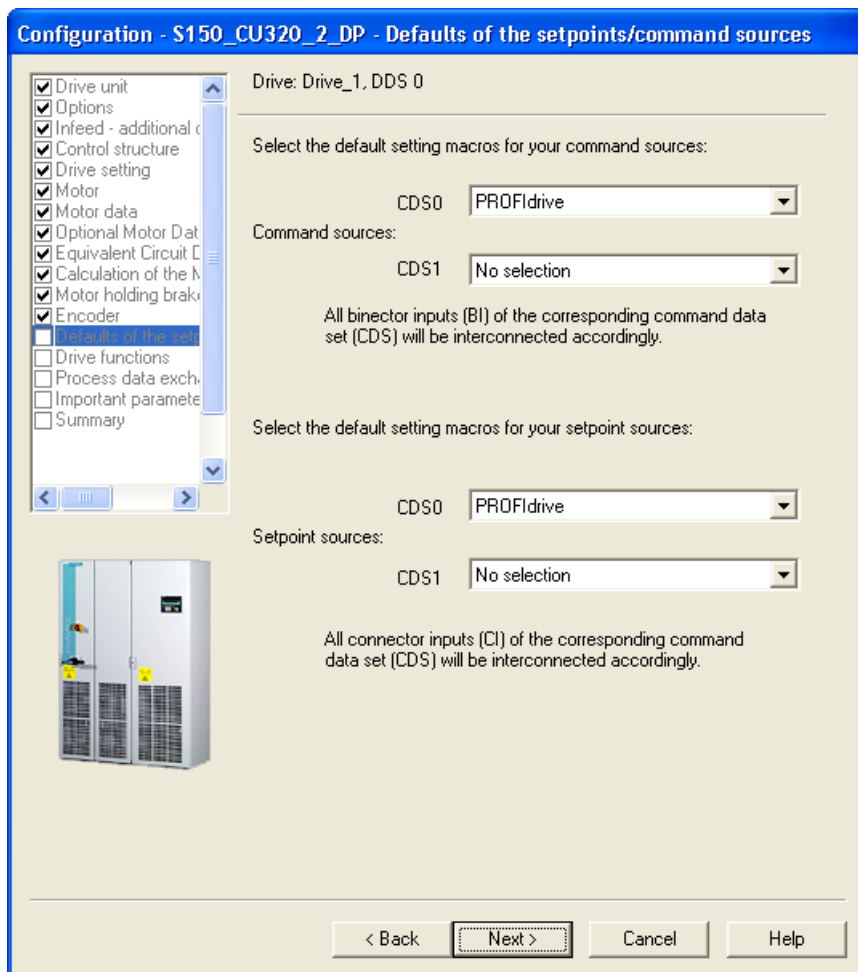 Configuration - S150_CU320_2_DP - Defaults of the setpoints/command sources
Drive unit
Options
Infeed - additional
Control structure
Drive setting
Motor
Motor data
Optional Motor Dat
Equivalent Circuit
Calculation of the
Motor holding brak
Encoder
Defaults of the setp
Drive functions
Process data exch
Important paramete
Summary
Drive: Drive_1, DDS 0
Select the default setting macros for your command sources:
CDS0 PROFIdrive
Command sources:
CDS1 No selection
All binector inputs (BI) of the corresponding command data
set (CDS) will be interconnected accordingly.
Select the default setting macros for your setpoint sources:
CDS0 PROFIdrive
Setpoint sources:
CDS1 No selection
All connector inputs (CI) of the corresponding command
data set (CDS) will be interconnected accordingly.
< Back Next > Cancel Help